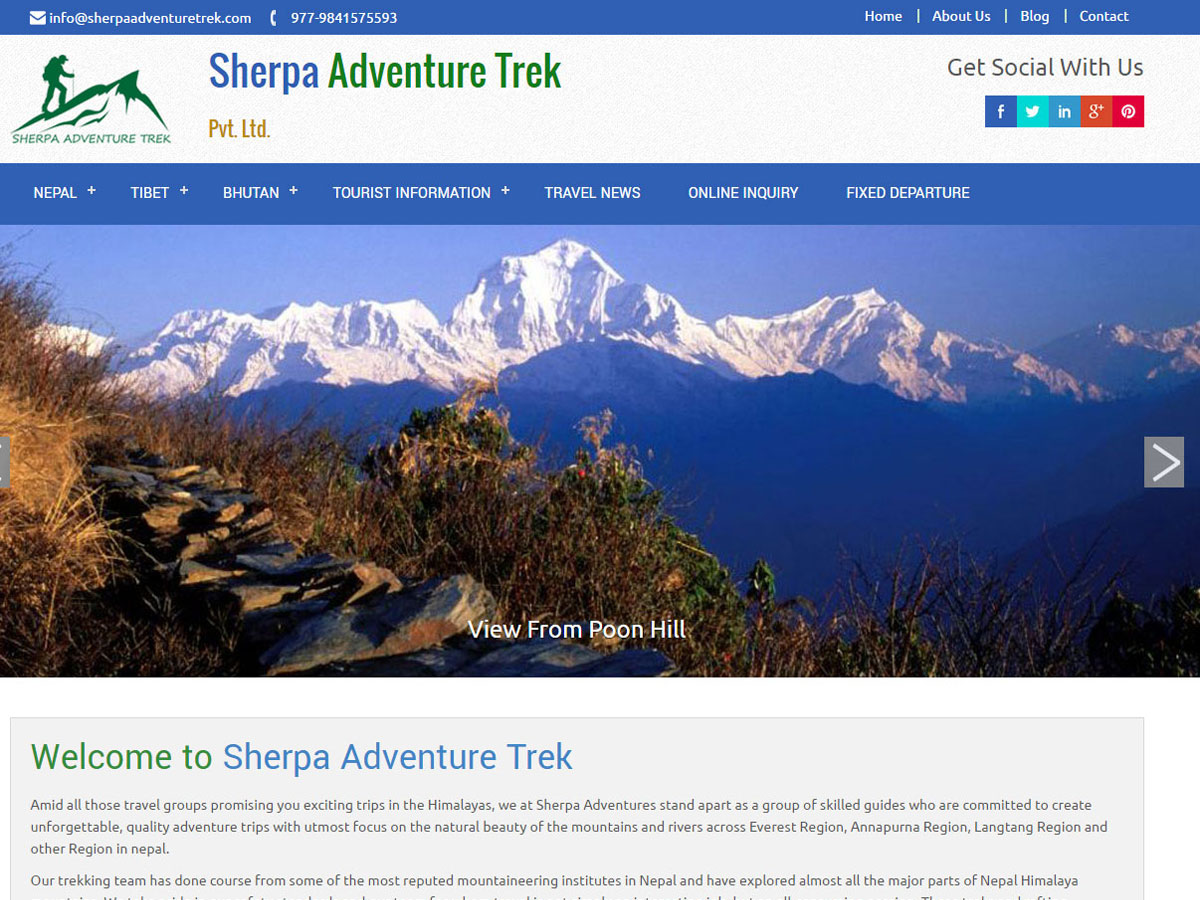 info@sherpaadventuretrek.com 977-9841575593 Home About Us Blog Contact
Sherpa Adventure Trek
Pvt. Ltd.
SHERPA ADVENTURE TREK
Get Social With Us
f in g+
NEPAL + TIBET + BHUTAN + TOURIST INFORMATION + TRAVEL NEWS ONLINE INQUIRY FIXED DEPARTURE
View From Poon Hill
Welcome to Sherpa Adventure Trek
Amid all those travel groups promising you exciting trips in the Himalayas, we at Sherpa Adventures stand apart as a group of skilled guides who are committed to create
unforgettable, quality adventure trips with utmost focus on the natural beauty of the mountains and rivers across Everest Region, Annapurna Region, Langtang Region and
other Region in nepal.
Our trekking team has done course from some of the most reputed mountaineering institutes in Nepal and have explored almost all the major parts of Nepal Himalaya